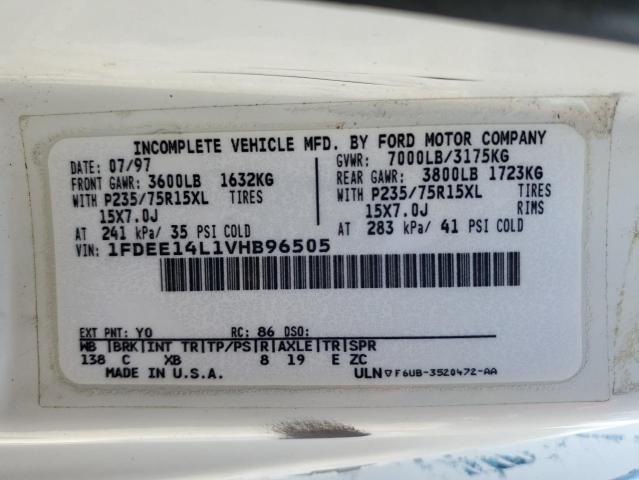 INCOMPLETE VEHICLE MFD. BY FORD MOTOR COMPANY
DATE: 07/97 GVWR: 7000LB/3175KG
FRONT GAWR: 3600LB 1632KG REAR GAWR: 3800LB 1723KG
WITH P235/75R15XL TIRES WITH P235/75R15XL TIRES
15X7.0J 15X7.0J RIMS
AT 241 kPa/ 35 PSI COLD AT 283 kPa/ 41 PSI COLD
VIN: 1FDEE14L1VHB96505
EXT PNT: YO RC: 86 DSO:
WB |BRK|INT TR|TP/PS|R|AXLE|TR|SPR
138 C XB 8 19 E ZC
MADE IN U.S.A. ULN F6UB-3520472-AA